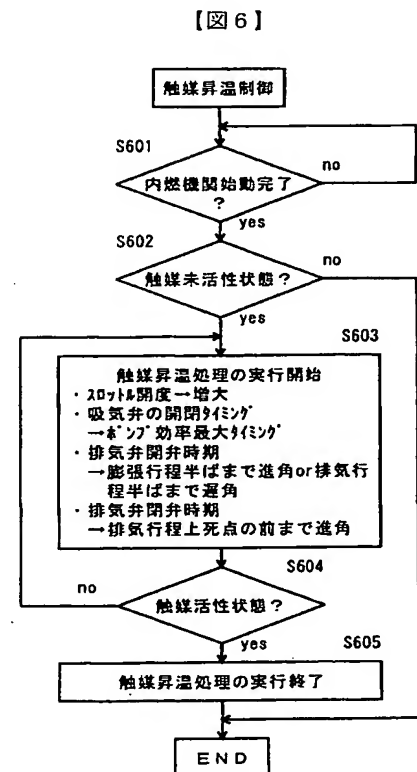 【図6】
触媒昇温制御
S601
no
内燃機関始動完了
?
yes
S602
no
触媒未活性状態?
yes
S603
触媒昇温処理の実行開始
・ｽﾛｯﾄﾙ開度→増大
・吸気弁の開閉ﾀｲﾐﾝｸﾞ
→ﾎﾟﾝﾌﾟ効率最大ﾀｲﾐﾝｸﾞ
・排気弁開弁時期
→膨張行程半ばまで進角or排気行
程半ばまで遅角
・排気弁閉弁時期
→排気行程上死点の前まで進角
S604
no
触媒活性状態?
yes
S605
触媒昇温処理の実行終了
END